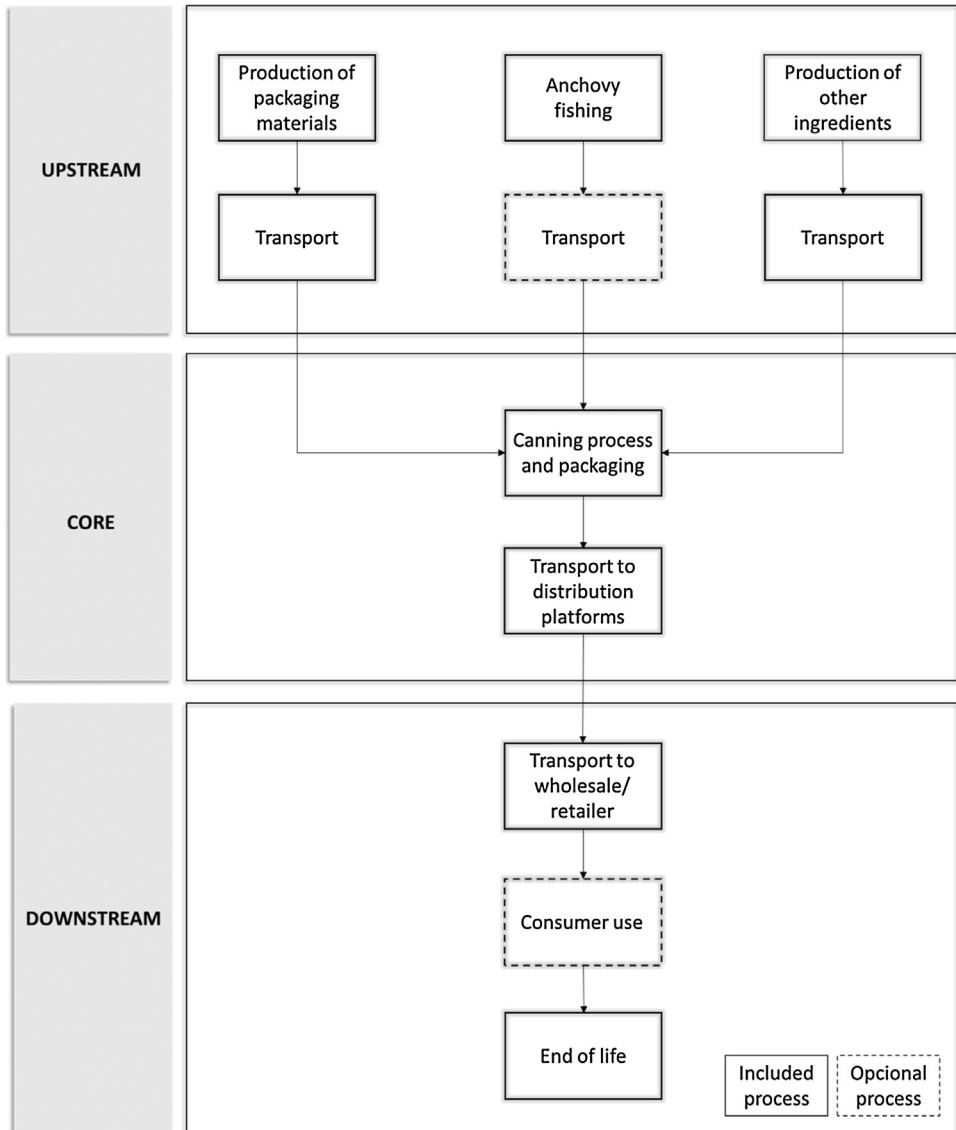 UPSTREAM
Production of
packaging
materials
Anchovy
fishing
Production of
other
ingredients
Transport
Transport
Transport
CORE
Canning process
and packaging
Transport to
distribution
platforms
DOWNSTREAM
Transport to
wholesale/
retailer
Consumer use
End of life
Included
process
Opcional
process